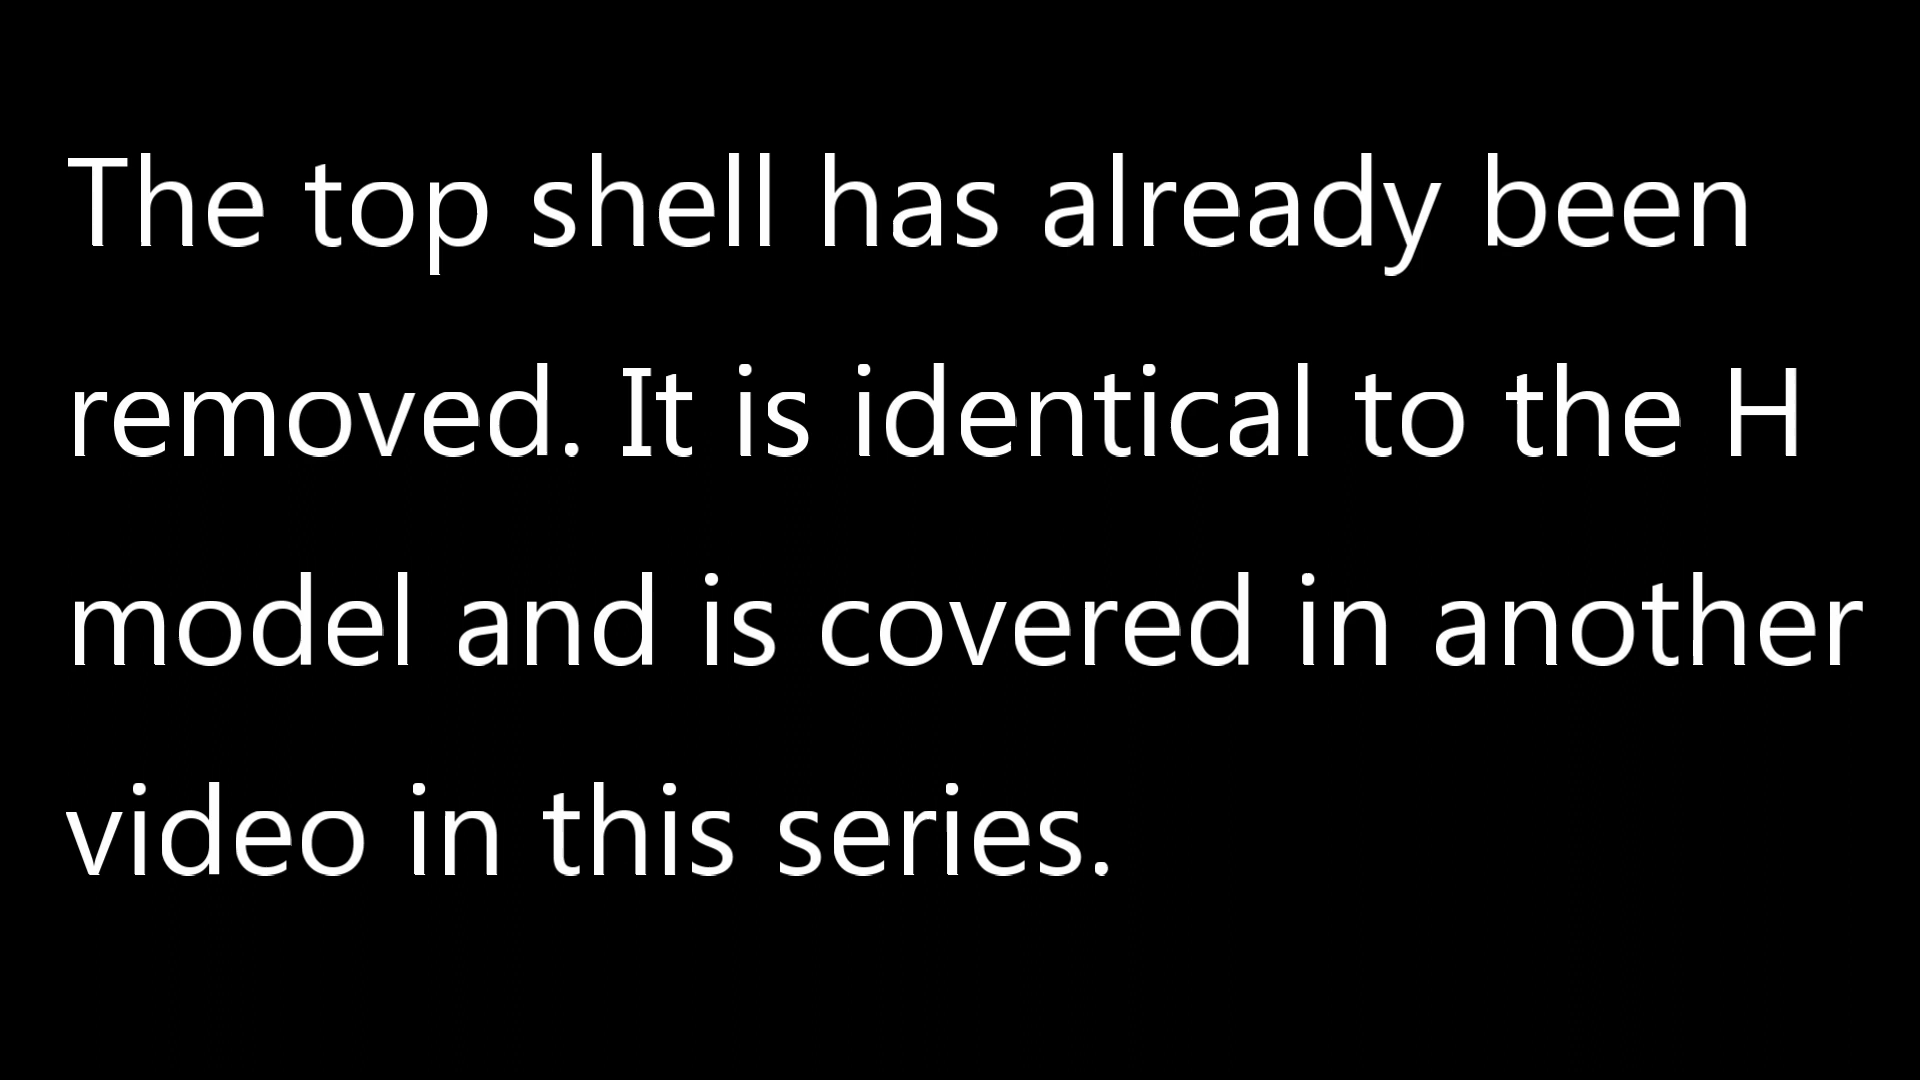 The top shell has already been
removed. It is identical to the H
model and is covered in another
video in this series.